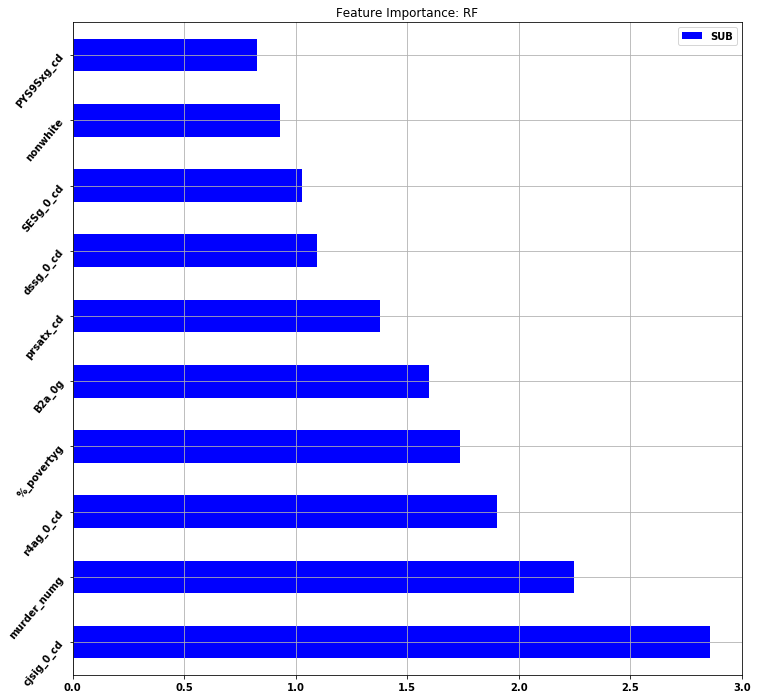 Feature Importance: RF
SUB
PYS9Sxg_cd
nonwhite
SESg_0_cd
dssg_0_cd
prsatx_cd
B2a_0g
%_povertyg
r4ag_0_cd
murder_numg
cjsig_0_cd
0.0 0.5 1.0 1.5 2.0 2.5 3.0